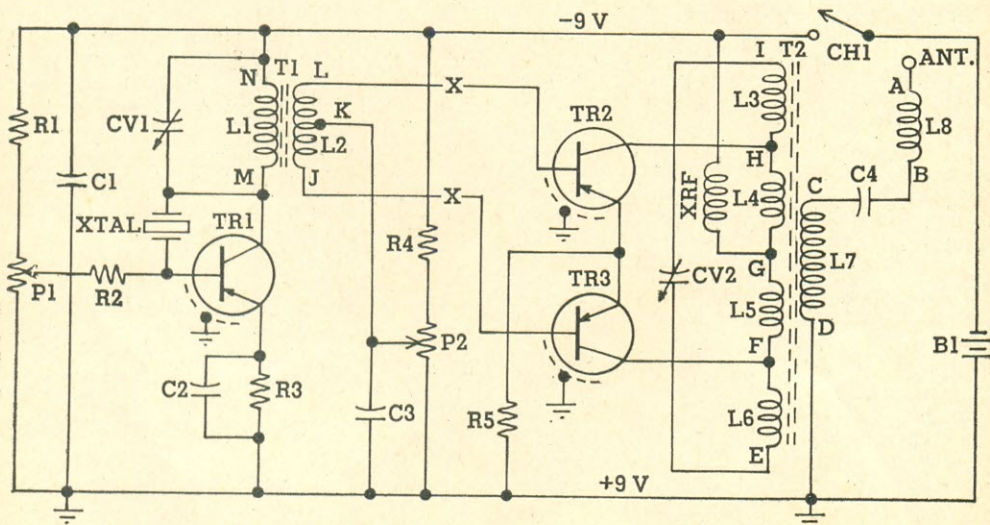 −9 V
I T2
CH1
ANT.
A
N T1 L
X
TR2
L3
L8
R1
CV1
K
L1
L2
H
B
C1
M
J
X
XRF
L4
C4
C
XTAL
TR1
R4
G
L7
P1
R2
TR3
CV2
L5
D
P2
F
B1
C2
R3
C3
R5
L6
E
+9 V